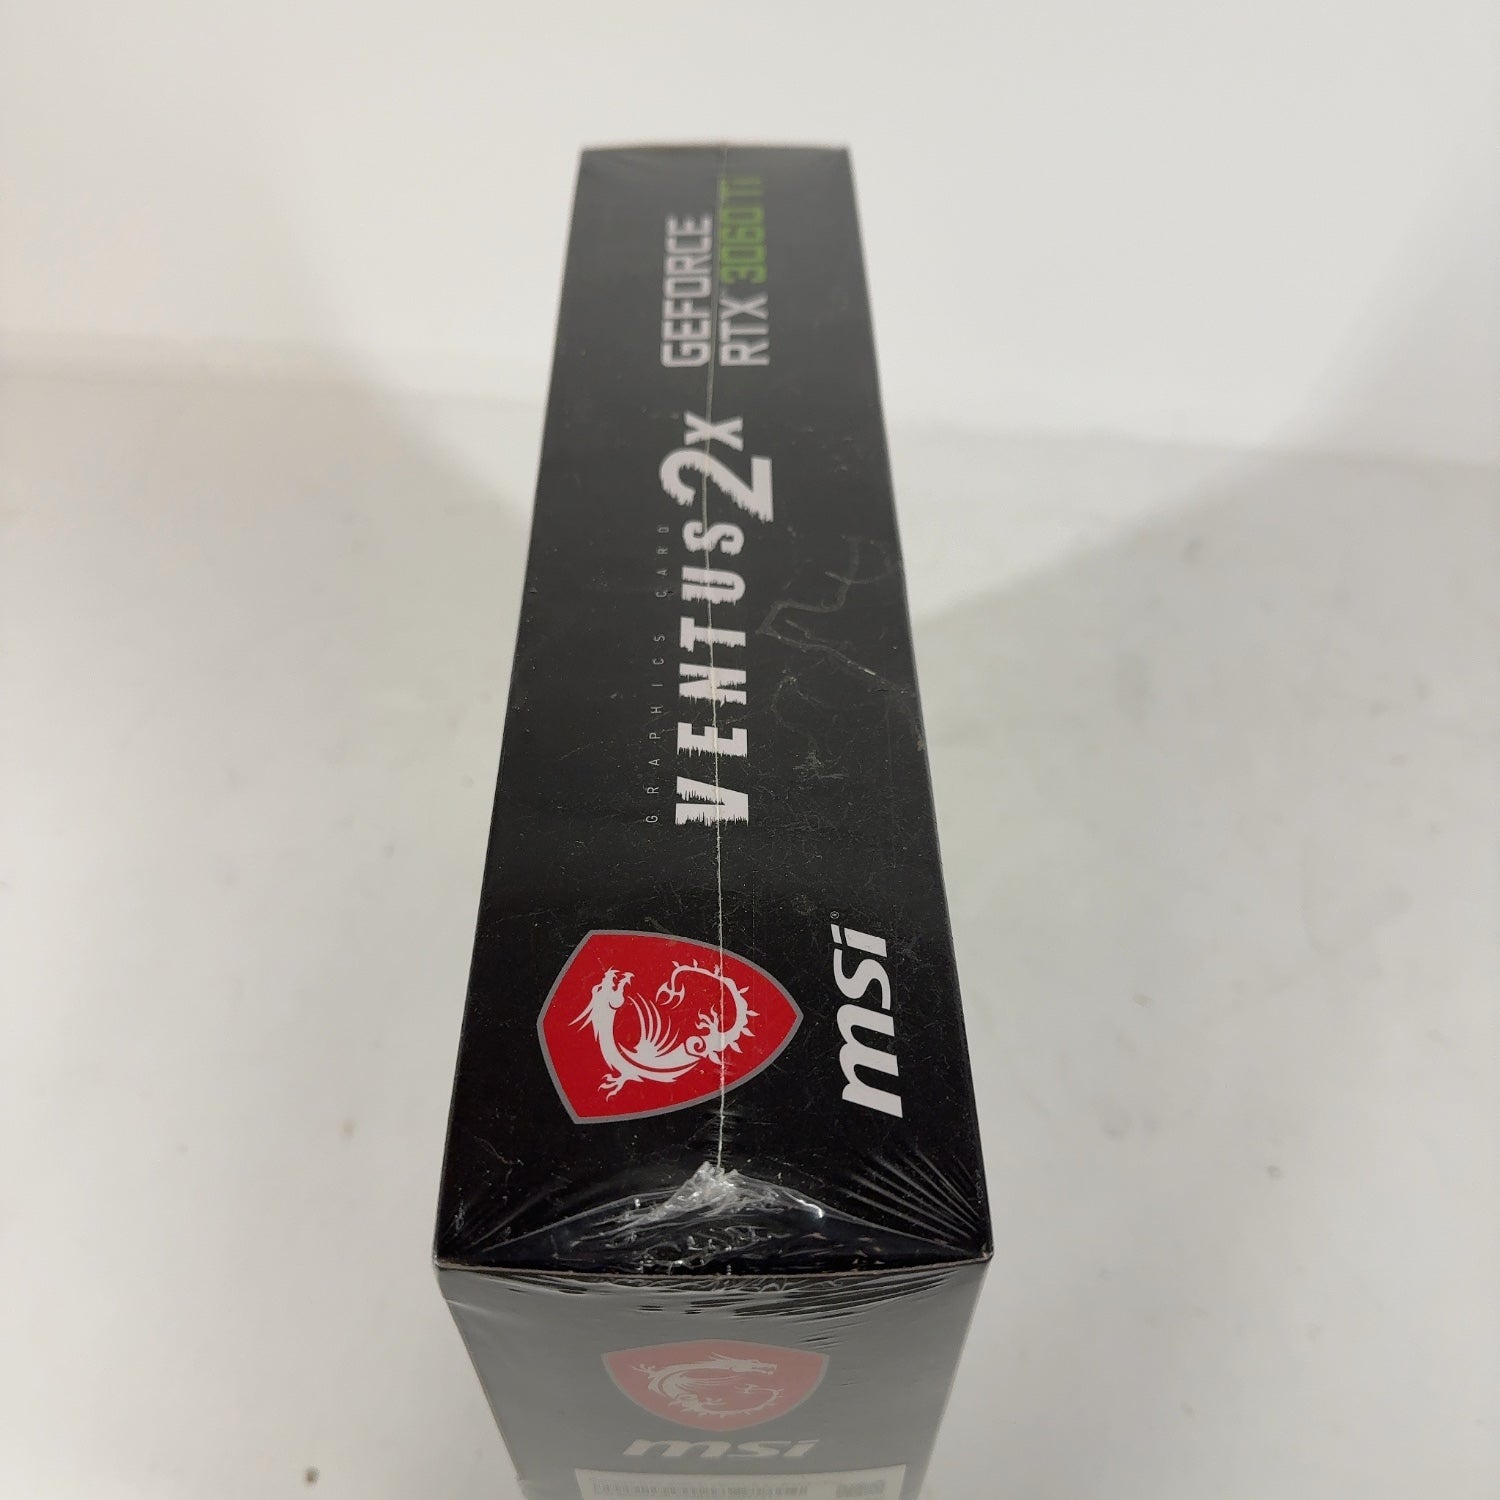 GRAPHICS CARD
VENTUS 2X
GEFORCE
RTX 3060 Ti
msi®
msi